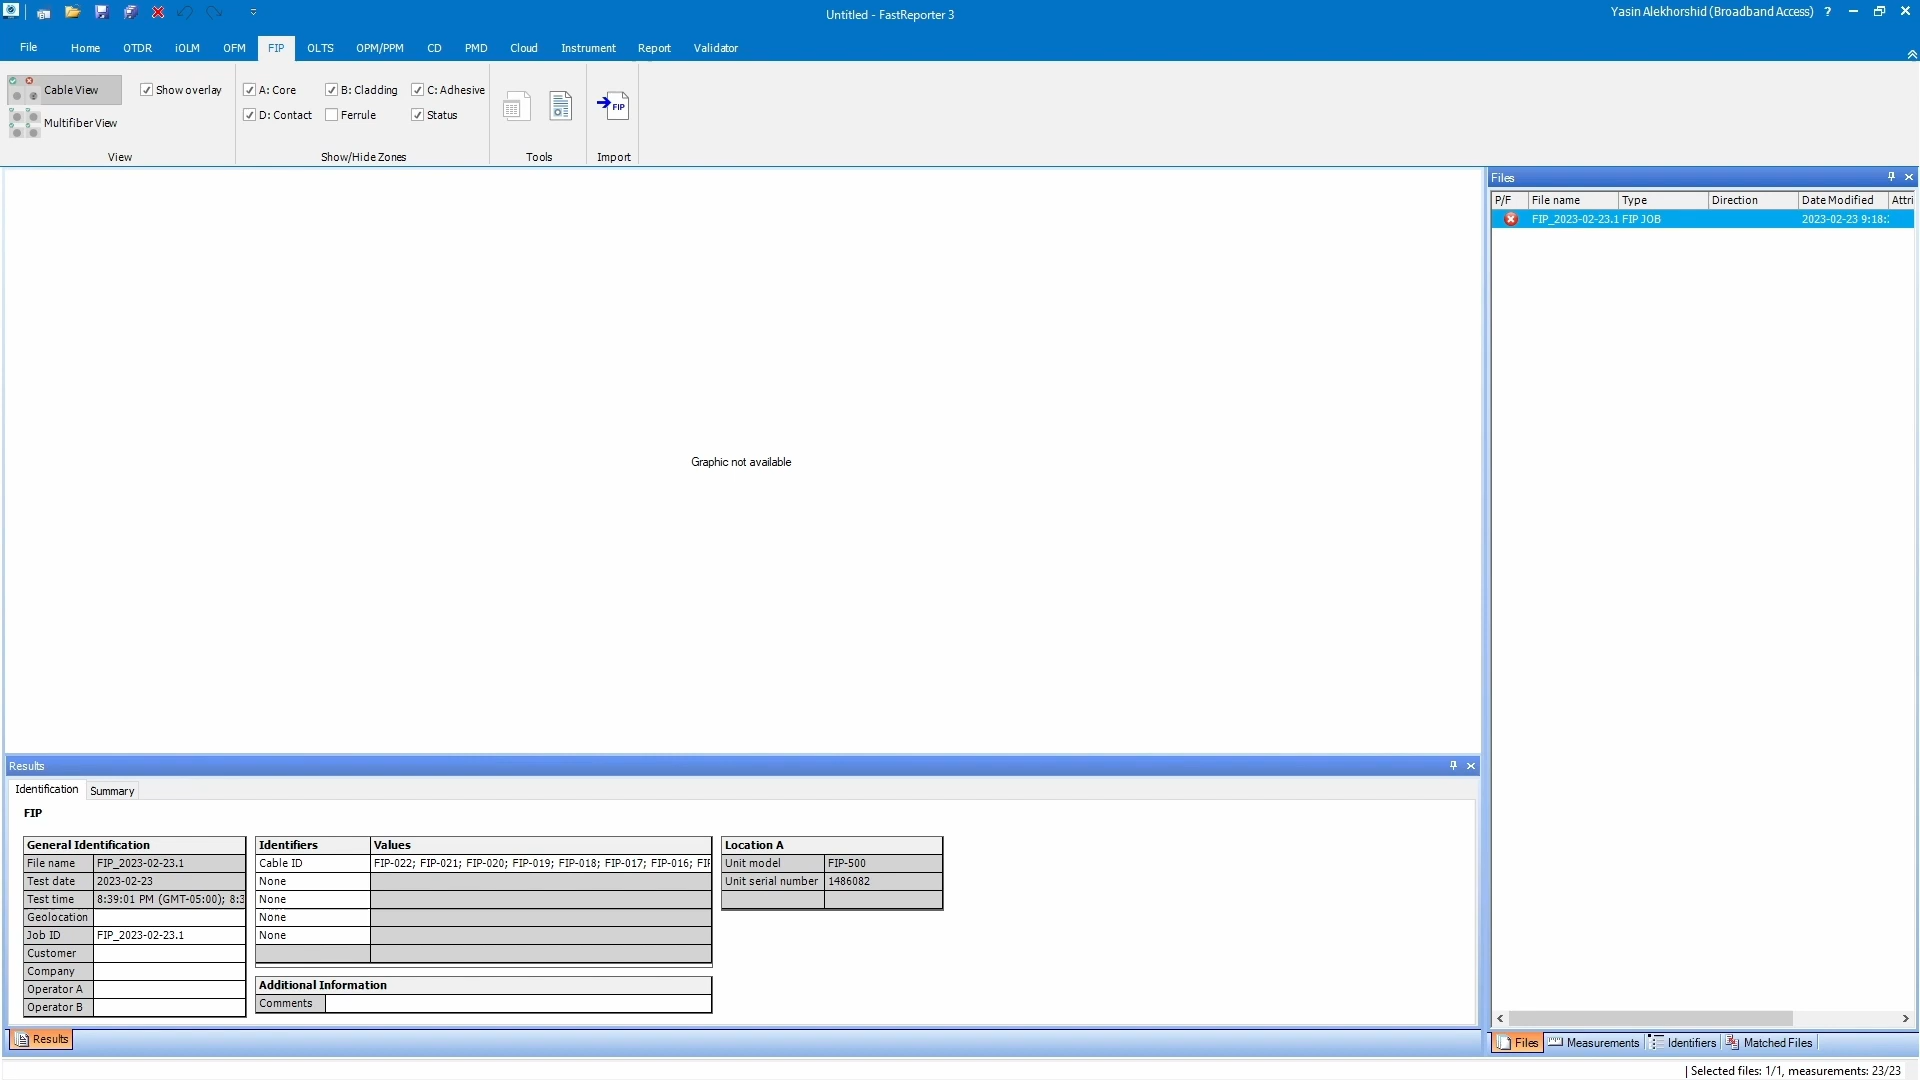 Untitled - FastReporter 3
Yasin Alekhorshid (Broadband Access) ?
File Home OTDR iOLM OFM FIP OLTS OPM/PPM CD PMD Cloud Instrument Report Validator
Cable View
Show overlay
A: Core
B: Cladding
C: Adhesive
Multifiber View
D: Contact
Ferrule
Status
FIP
View
Show/Hide Zones
Tools
Import
Files
P/F File name Type Direction Date Modified Attri
FIP_2023-02-23.1 FIP JOB 2023-02-23 9:18:
Graphic not available
Results
Identification Summary
FIP
General Identification
File name FIP_2023-02-23.1
Test date 2023-02-23
Test time 8:39:01 PM (GMT-05:00); 8:3
Geolocation
Job ID FIP_2023-02-23.1
Customer
Company
Operator A
Operator B
Identifiers Values
Cable ID FIP-022; FIP-021; FIP-020; FIP-019; FIP-018; FIP-017; FIP-016; FIP
None
None
None
None
Additional Information
Comments
Location A
Unit model FIP-500
Unit serial number 1486082
Results
Files Measurements Identifiers Matched Files
Selected files: 1/1, measurements: 23/23